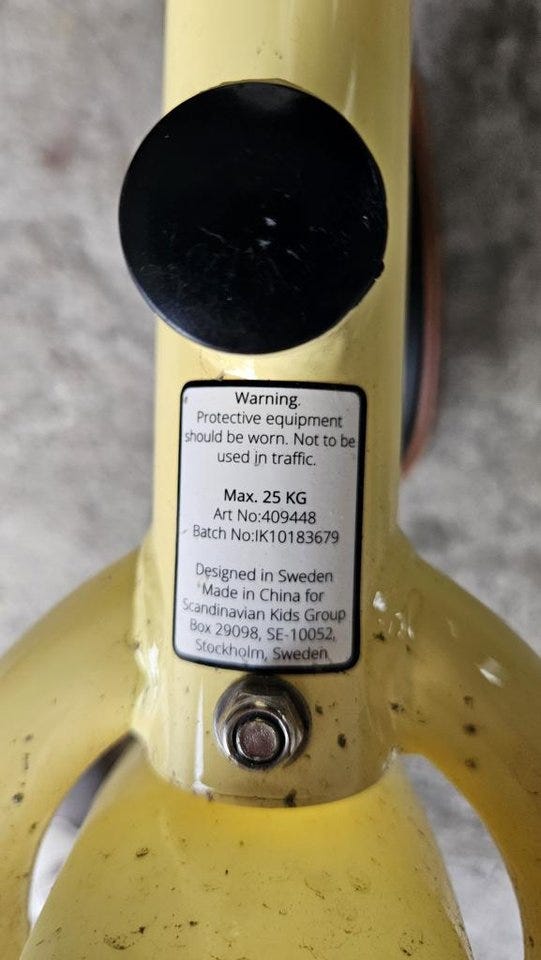 Warning.
Protective equipment
should be worn. Not to be
used in traffic.
Max. 25 KG
Art No:409448
Batch No:IK10183679
Designed in Sweden
Made in China for
Scandinavian Kids Group
Box 29098, SE-10052,
Stockholm, Sweden